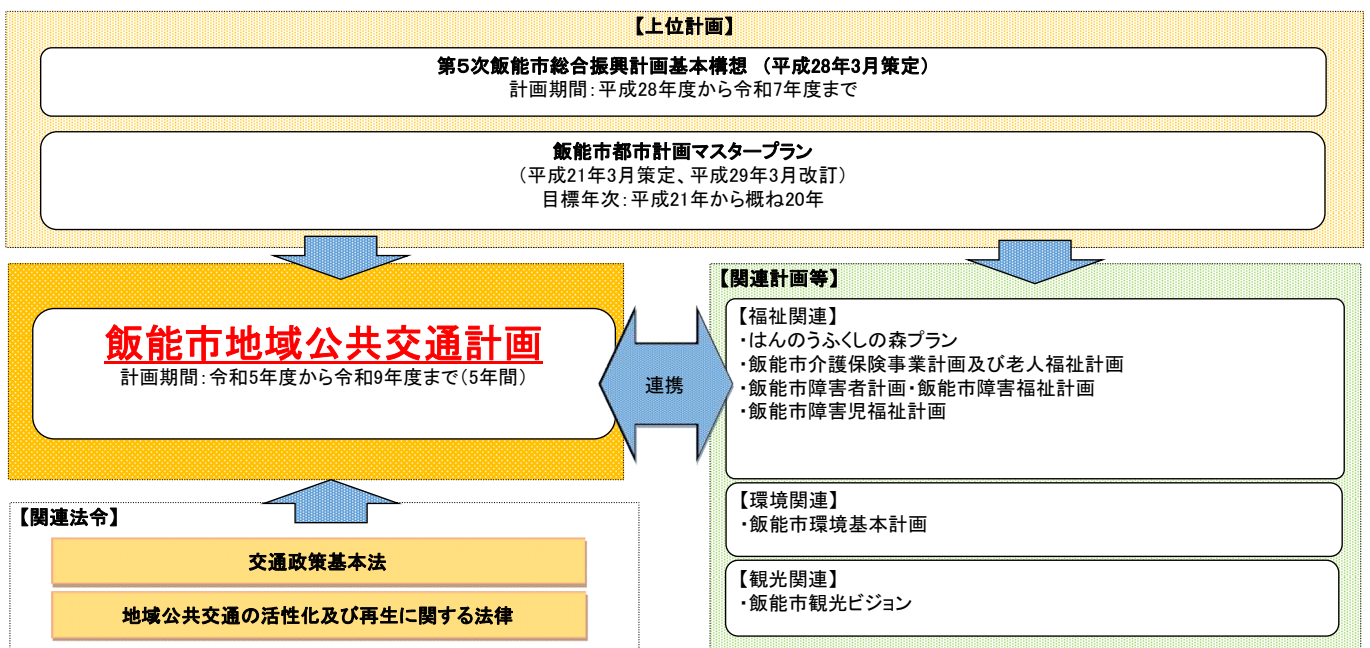 【上位計画】
第5次飯能市総合振興計画基本構想 (平成28年3月策定)
計画期間:平成28年度から令和7年度まで
飯能市都市計画マスタープラン
(平成21年3月策定、平成29年3月改訂)
目標年次:平成21年から概ね20年
飯能市地域公共交通計画
計画期間:令和5年度から令和9年度まで(5年間)
連携
【関連計画等】
【福祉関連】
・はんのうふくしの森プラン
・飯能市介護保険事業計画及び老人福祉計画
・飯能市障害者計画・飯能市障害福祉計画
・飯能市障害児福祉計画
【環境関連】
・飯能市環境基本計画
【観光関連】
・飯能市観光ビジョン
【関連法令】
交通政策基本法
地域公共交通の活性化及び再生に関する法律